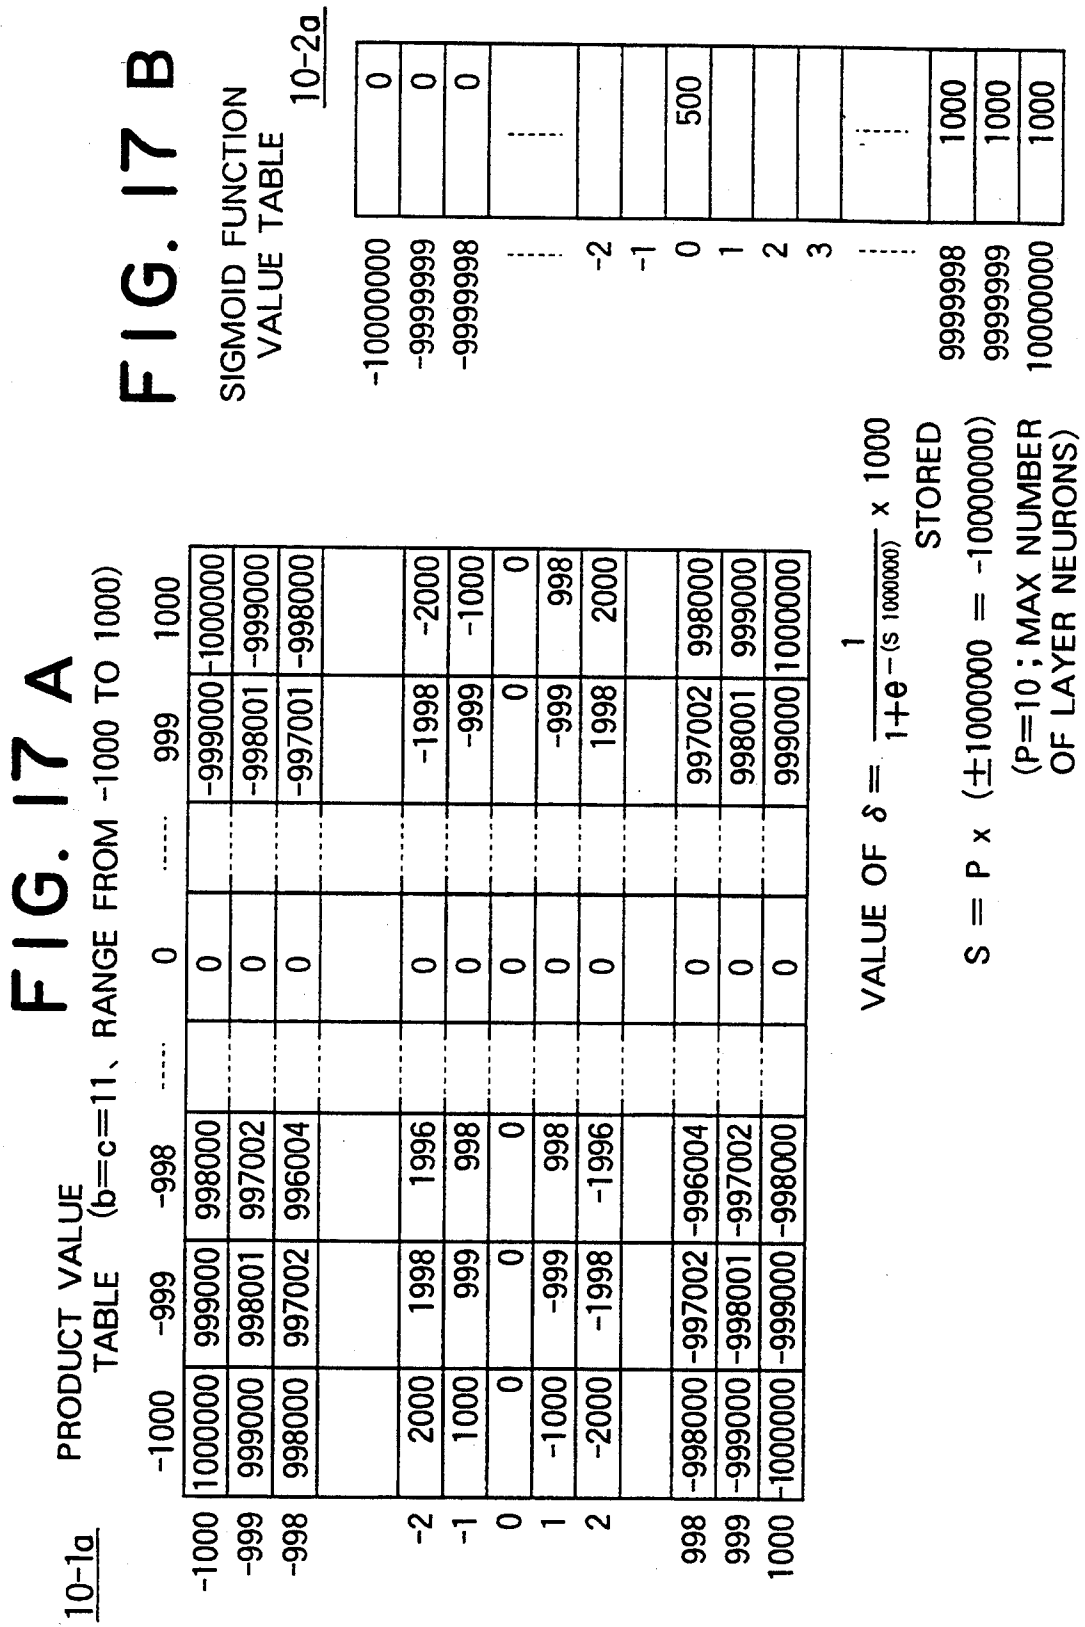 FIG. 17 A
10-1a
PRODUCT VALUE
TABLE (b=c=11、RANGE FROM -1000 TO 1000)
-1000 -999 -998 ...... 0 ...... 999 1000
-1000 1000000 999000 998000 0 -999000 -1000000
-999 999000 998001 997002 0 -998001 -999000
-998 998000 997002 996004 0 -997001 -998000
-2 2000 1998 1996 0 -1998 -2000
-1 1000 999 998 0 -999 -1000
0 0 0 0 0 0 0
1 -1000 -999 998 0 -999 998
2 -2000 -1998 -1996 0 1998 2000
998 -998000 -997002 -996004 0 997002 998000
999 -999000 -998001 -997002 0 998001 999000
1000 -1000000 -999000 -998000 0 999000 1000000
FIG. 17 B
SIGMOID FUNCTION
VALUE TABLE
10-2a
-10000000 0
-99999999 0
-99999998 0
...... ......
-2
-1
0 500
1
2
3
...... ......
9999998 1000
9999999 1000
10000000 1000
VALUE OF δ = 1 / 1+e-(s 1000000) x 1000
STORED
S = P x (±1000000 = -10000000)
(P=10 ; MAX NUMBER
OF LAYER NEURONS)